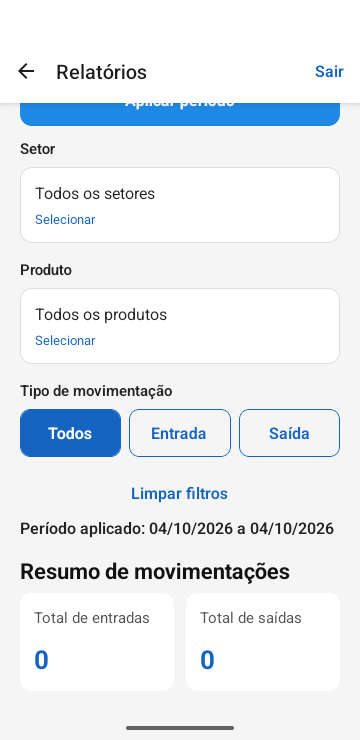 Relatórios
Sair
Aplicar período
Setor
Todos os setores
Selecionar
Produto
Todos os produtos
Selecionar
Tipo de movimentação
Todos
Entrada
Saída
Limpar filtros
Período aplicado: 04/10/2026 a 04/10/2026
Resumo de movimentações
Total de entradas
Total de saídas
0
0